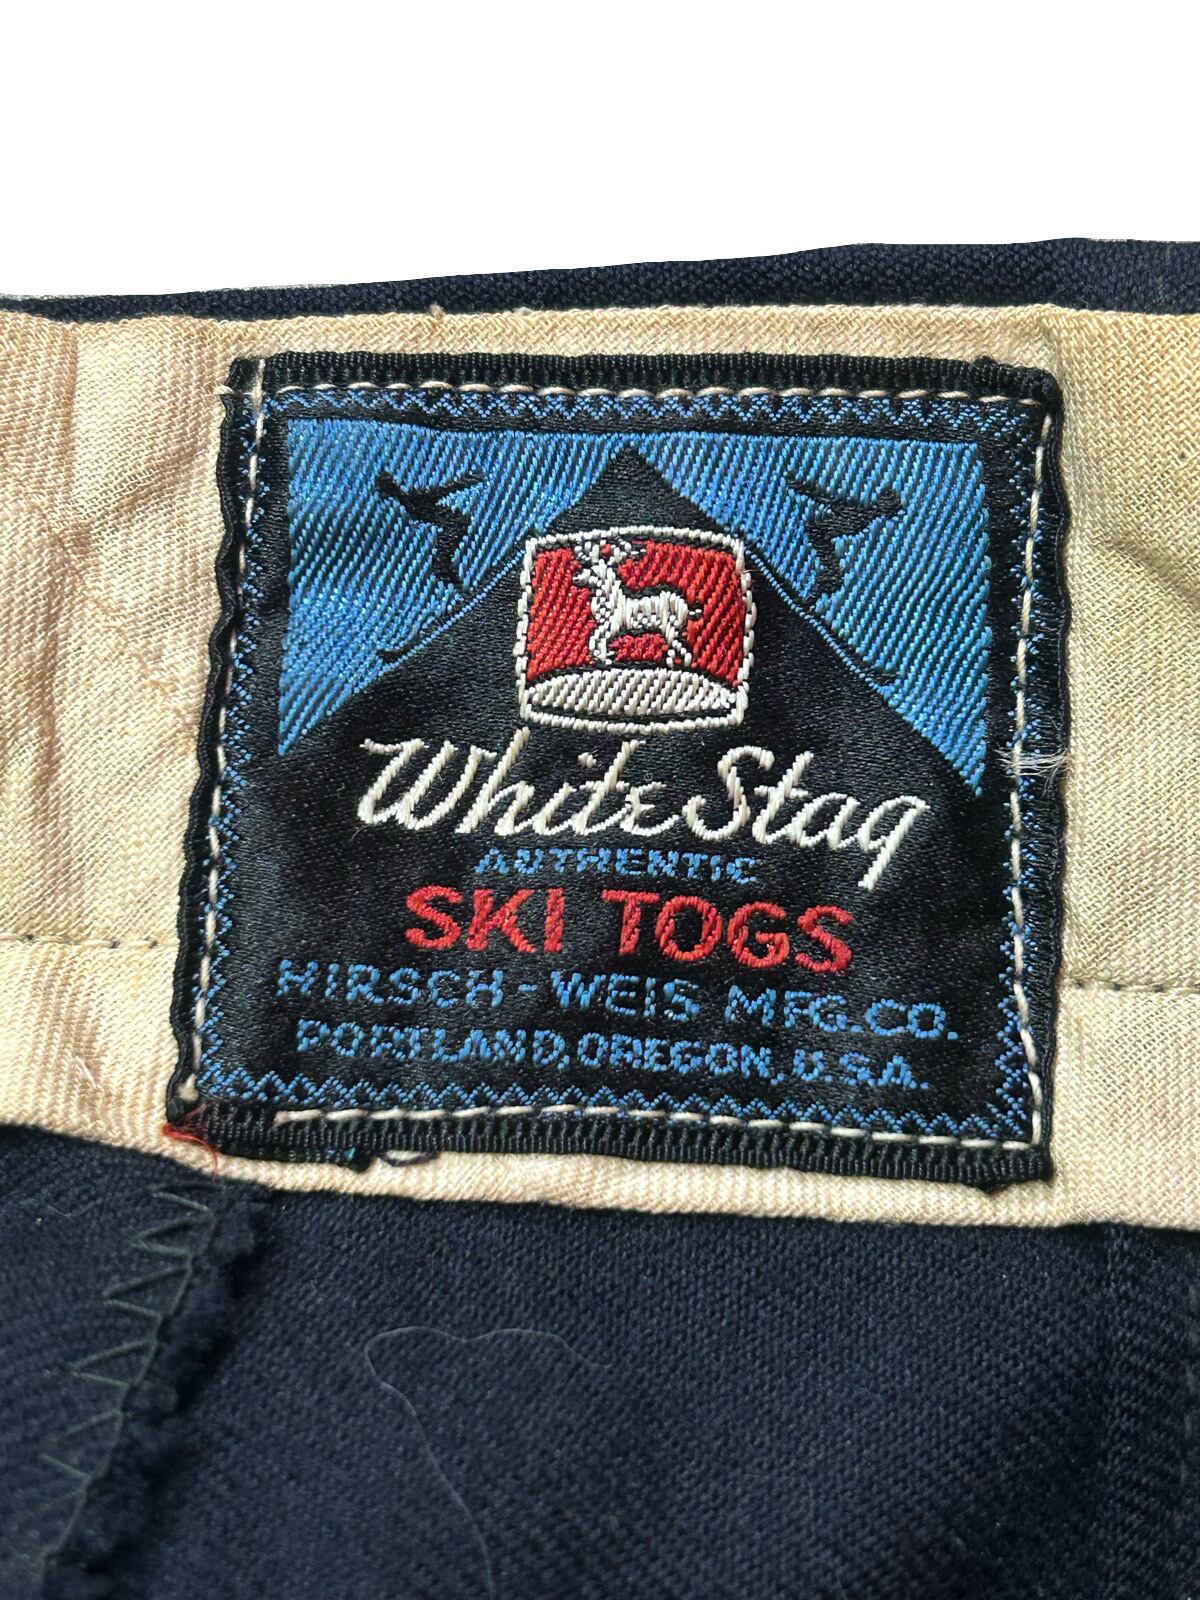 White Stag
AUTHENTIC
SKI TOGS
HIRSCH-WEIS MFG.CO.
PORTLAND, OREGON, U.S.A.